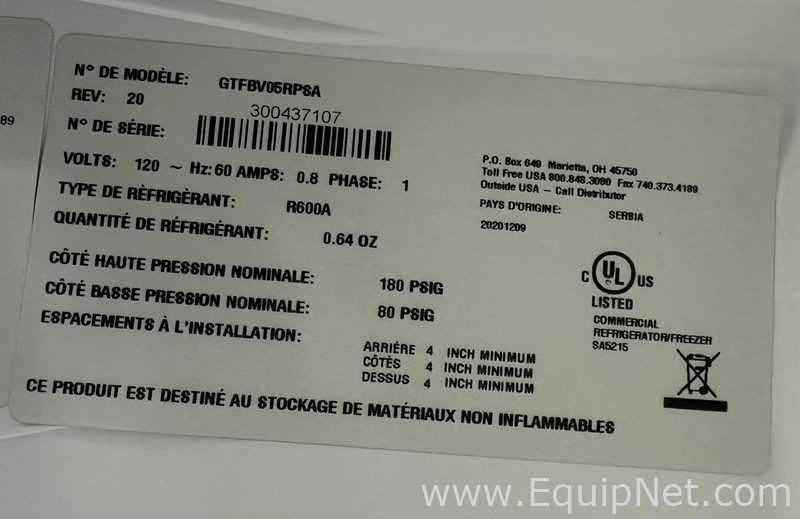 89
N° DE MODÈLE: GTFBV05RPSA
REV: 20
300437107
N° DE SÉRIE:
VOLTS: 120 ~ Hz: 60 AMPS: 0.8 PHASE: 1
TYPE DE RÈFRIGÈRANT: R600A
QUANTITÉ DE RÉFRIGÉRANT: 0.64 OZ
CÔTÉ HAUTE PRESSION NOMINALE: 180 PSIG
CÔTÉ BASSE PRESSION NOMINALE: 80 PSIG
ESPACEMENTS À L'INSTALLATION:
ARRIÈRE 4 INCH MINIMUM
CÔTÉS 4 INCH MINIMUM
DESSUS 4 INCH MINIMUM
CE PRODUIT EST DESTINÉ AU STOCKAGE DE MATÉRIAUX NON INFLAMMABLES
P.O. Box 649 Marietta, OH 45750
Toll Free USA 800.848.3080 Fax 740.373.4189
Outside USA – Call Distributor
PAYS D'ORIGINE: SERBIA
20201209
C UL US
LISTED
COMMERCIAL
REFRIGERATOR/FREEZER
SA5215
www.EquipNet.com